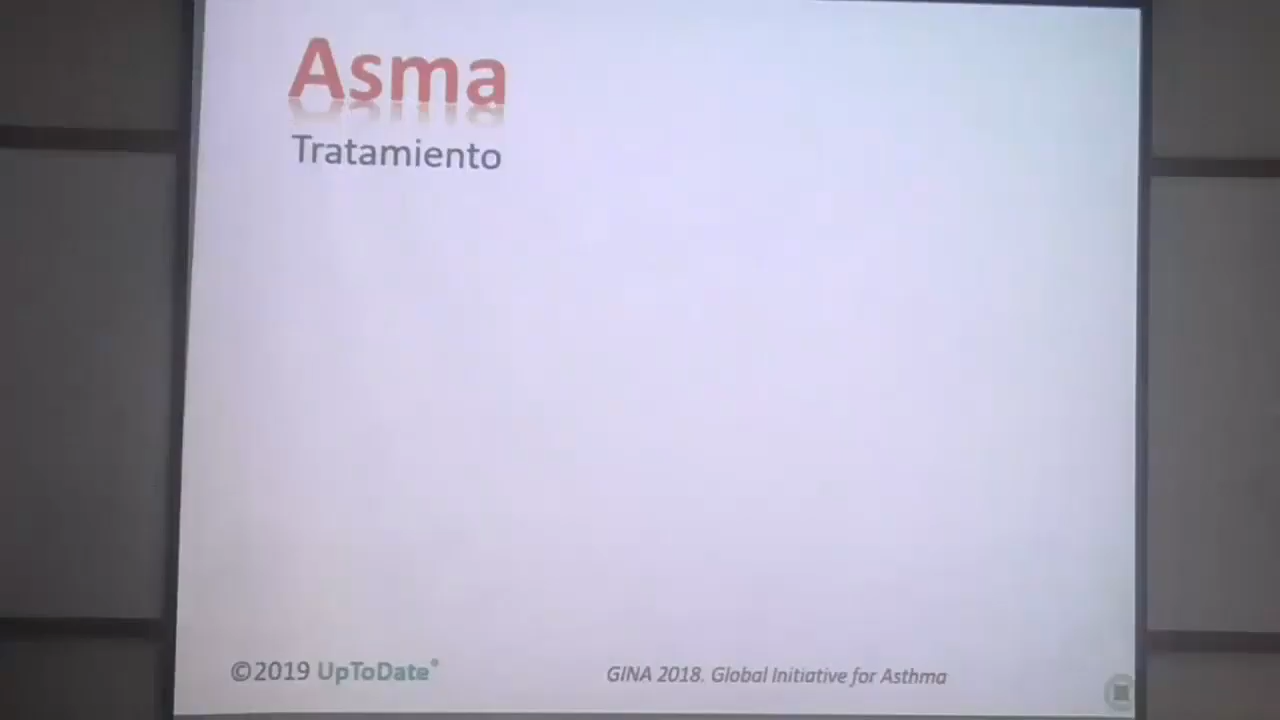 Asma
Tratamiento
©2019 UpToDate®
GINA 2018. Global Initiative for Asthma